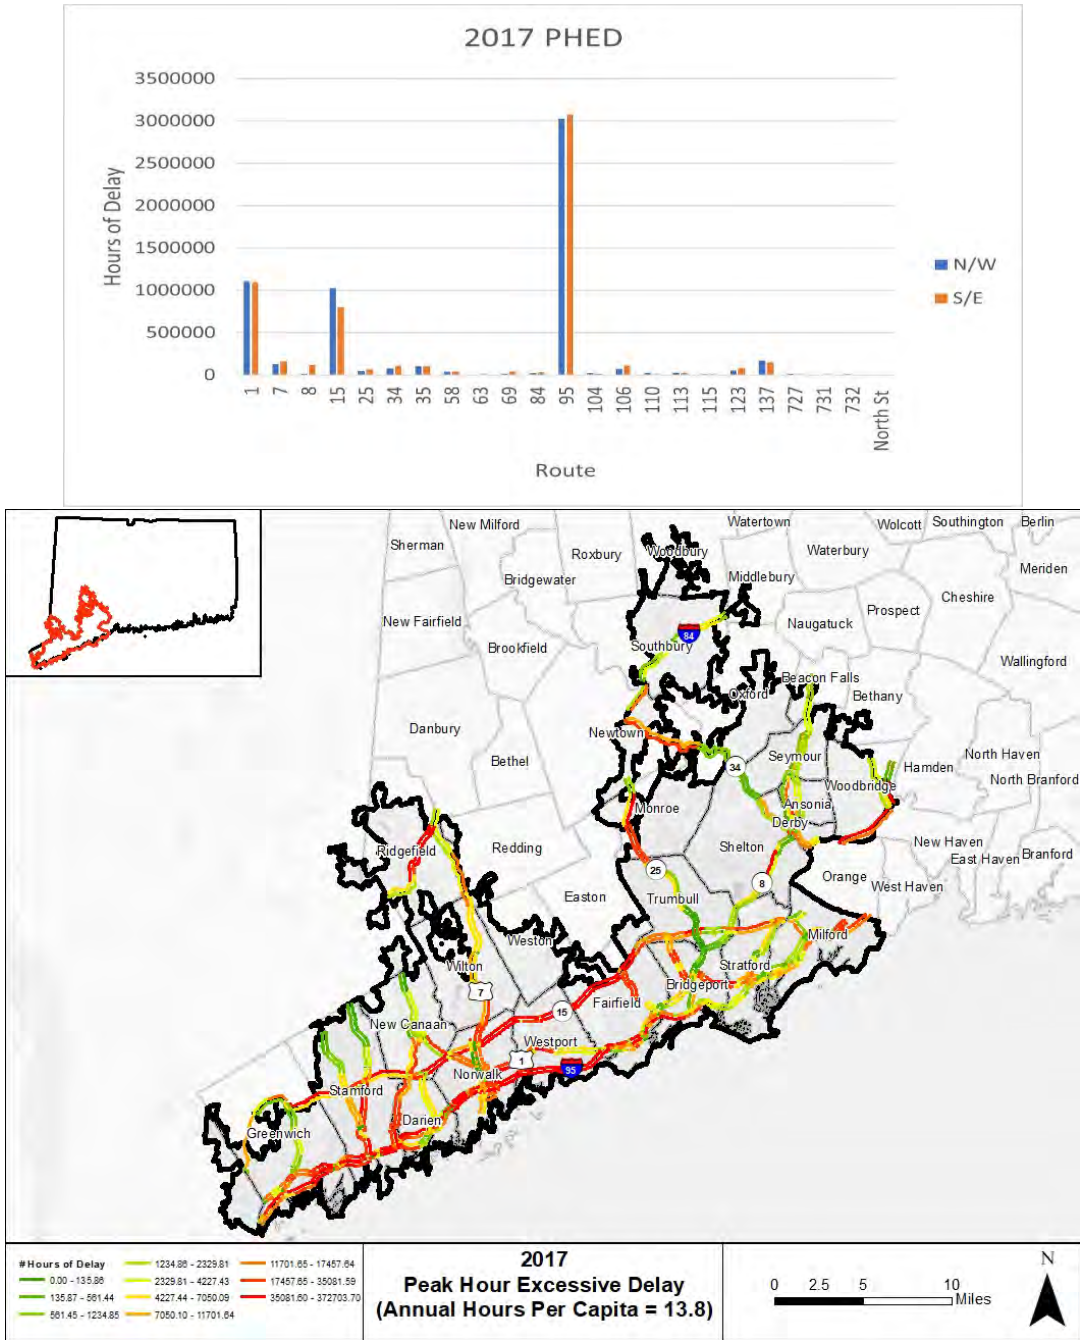 2017 PHED
3500000
3000000
2500000
2000000
1500000
1000000
500000
0
Hours of Delay
1 7 8 15 25 34 35 58 63 69 84 95 104 106 110 113 115 123 137 727 731 732 North St
Route
N/W
S/E
New Milford
Watertown
Wolcott
Southington
Berlin
Sherman
Roxbury
Woodbury
Waterbury
Meriden
Bridgewater
Middlebury
Cheshire
Prospect
New Fairfield
Naugatuck
84
Brookfield
Southbury
Wallingford
Beacon Falls
Oxford
Bethany
Danbury
Newtown
Bethel
Seymour
North Haven
Hamden
34
North Branford
Woodbridge
Monroe
Ansonia
Derby
Ridgefield
Redding
Shelton
New Haven
East Haven
Branford
25
8
Orange
West Haven
Easton
Trumbull
Weston
Milford
Wilton
Stratford
Bridgeport
7
Fairfield
15
New Canaan
Westport
1
95
Norwalk
Stamford
Darien
Greenwich
# Hours of Delay
0.00 - 135.86
135.87 - 561.44
561.45 - 1234.85
1234.86 - 2329.81
2329.81 - 4227.43
4227.44 - 7050.09
7050.10 - 11701.64
11701.65 - 17457.64
17457.65 - 35081.59
35081.60 - 372703.70
2017
Peak Hour Excessive Delay
(Annual Hours Per Capita = 13.8)
0 2.5 5 10
Miles
N